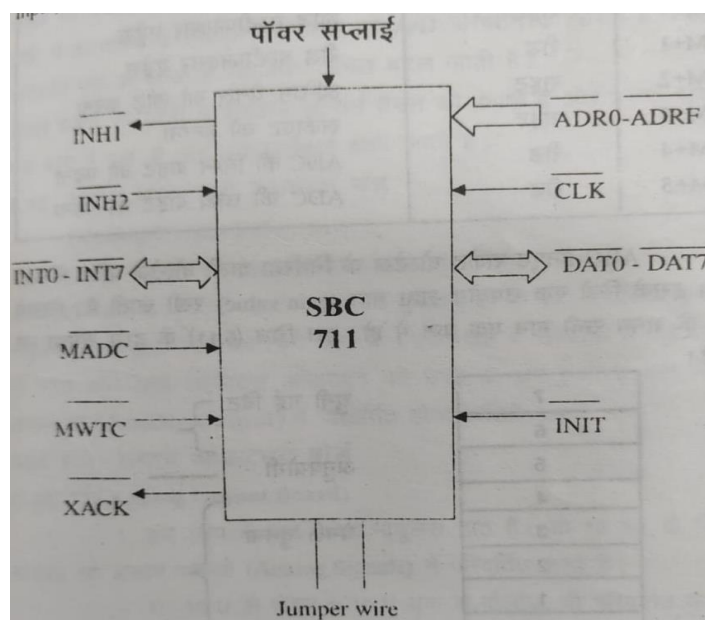 पॉवर सप्लाई
INH1
ADR0-ADRF
INH2
CLK
INT0 - INT7
DAT0 - DAT7
SBC
711
MADC
MWTC
INIT
XACK
Jumper wire